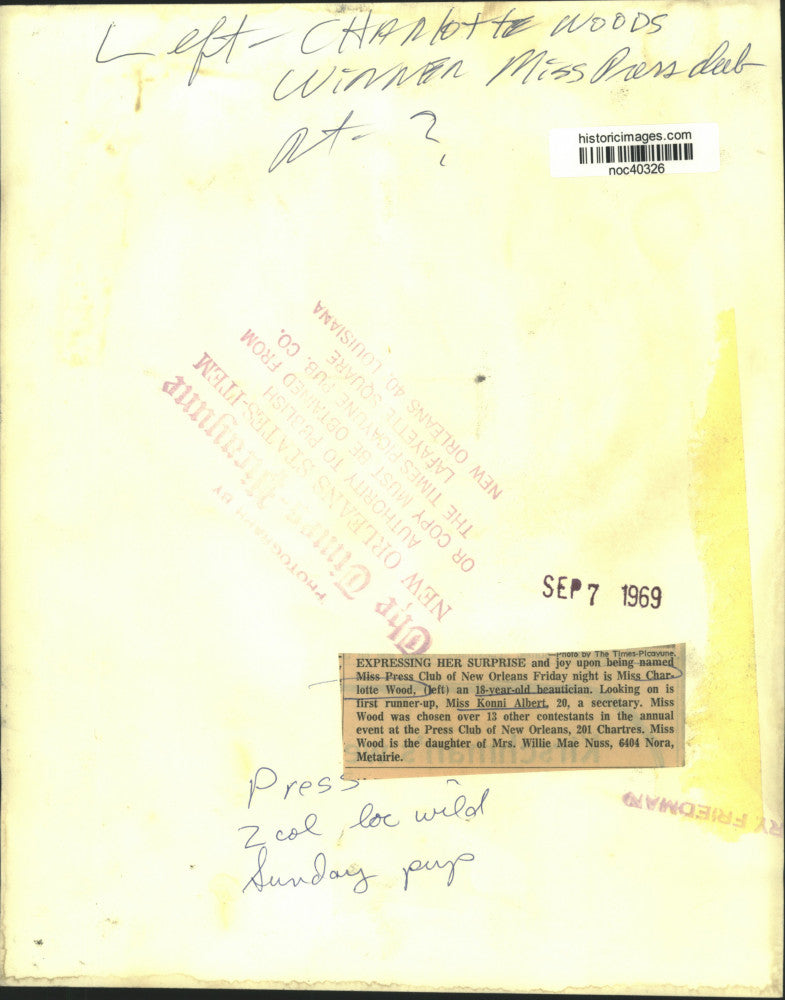 Left - CHARlotte WOODS
WINNER Miss Press club
At - ?
historicimages.com
noc40326
PHOTOGRAPH BY
The Times-Picayune
NEW ORLEANS STATES-ITEM
AUTHORITY TO PUBLISH
OR COPY MUST BE OBTAINED FROM
THE TIMES-PICAYUNE PUB. CO.
LAFAYETTE SQUARE
NEW ORLEANS 40, LOUISIANA
SEP 7 1969
—Photo by The Times-Picayune.
EXPRESSING HER SURPRISE and joy upon being named
Miss Press Club of New Orleans Friday night is Miss Char-
lotte Wood, (left) an 18-year-old beautician. Looking on is
first runner-up, Miss Konni Albert, 20, a secretary. Miss
Wood was chosen over 13 other contestants in the annual
event at the Press Club of New Orleans, 201 Chartres. Miss
Wood is the daughter of Mrs. Willie Mae Nuss, 6404 Nora,
Metairie.
Press
2 col loc wild
Sunday pup
RY FRIEDMAN